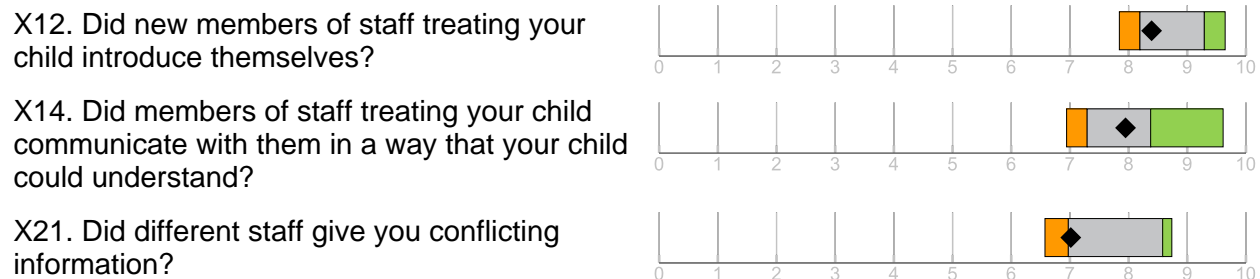 X12. Did new members of staff treating your
child introduce themselves?
0 1 2 3 4 5 6 7 8 9 10
X14. Did members of staff treating your child
communicate with them in a way that your child
could understand?
0 1 2 3 4 5 6 7 8 9 10
X21. Did different staff give you conflicting
information?
0 1 2 3 4 5 6 7 8 9 10